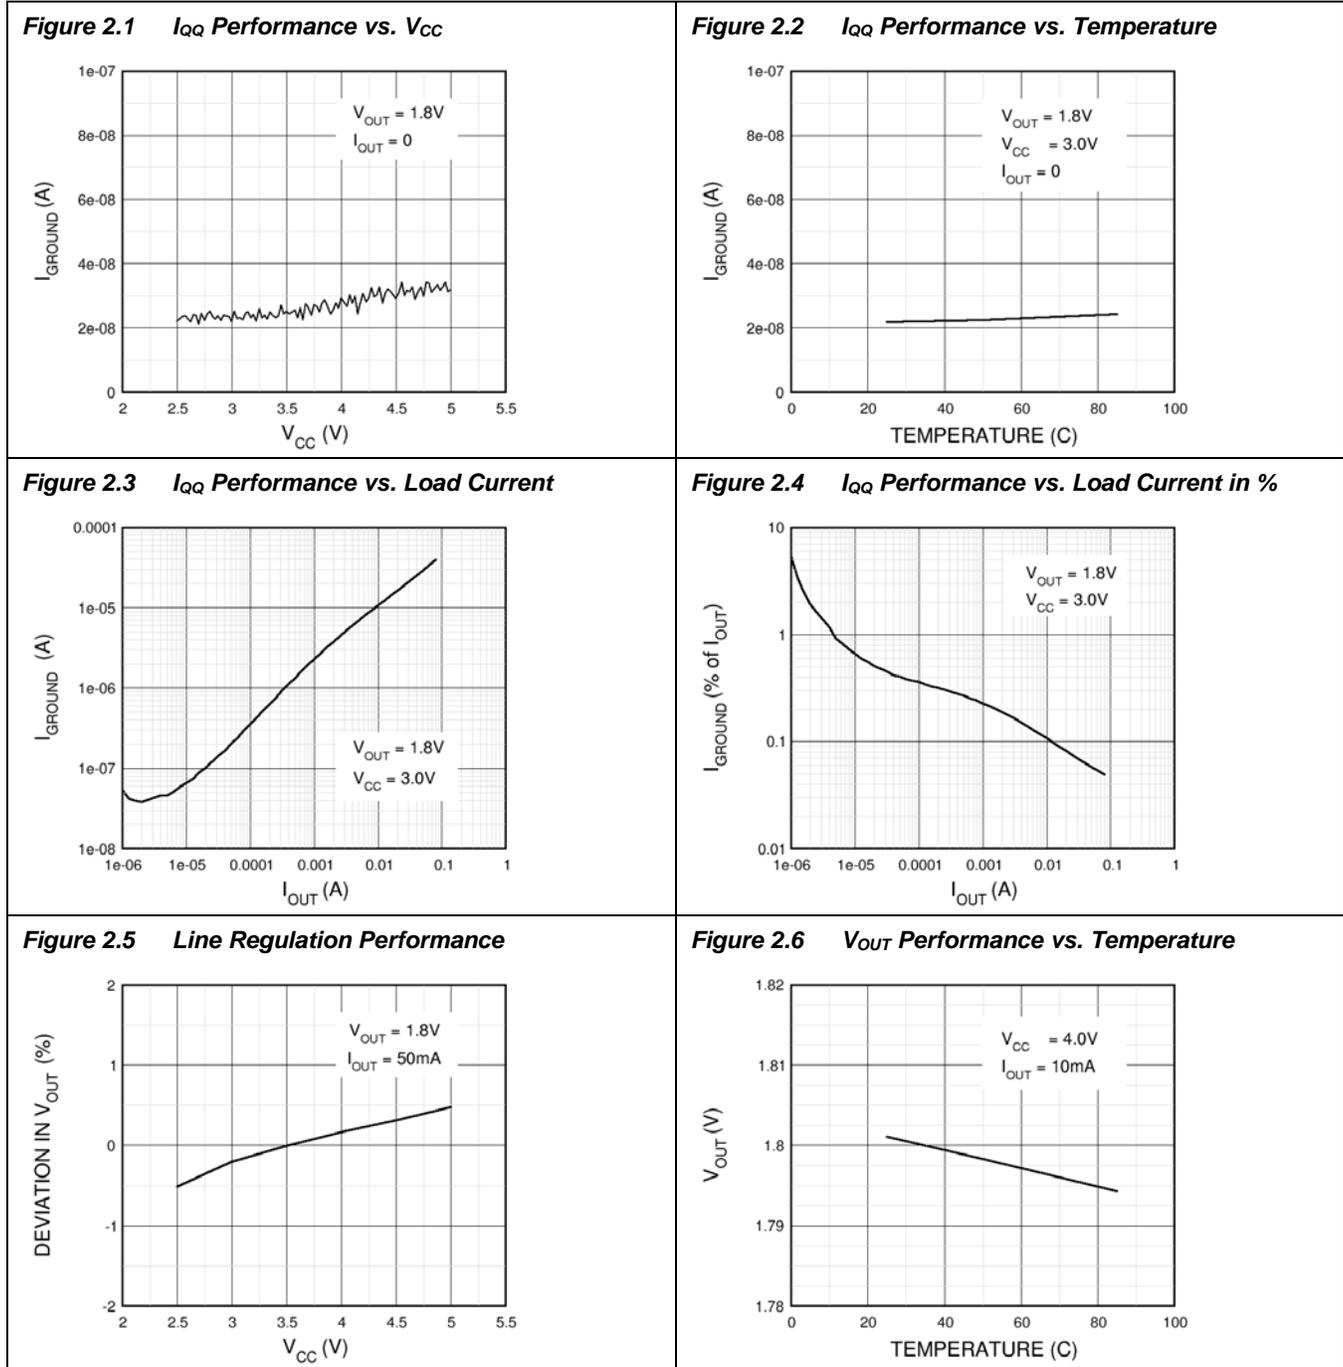 Figure 2.1 IQQ Performance vs. VCC
1e-07
8e-08
6e-08
4e-08
2e-08
0
IGROUND (A)
VOUT = 1.8V
IOUT = 0
2 2.5 3 3.5 4 4.5 5 5.5
VCC (V)
Figure 2.2 IQQ Performance vs. Temperature
1e-07
8e-08
6e-08
4e-08
2e-08
0
IGROUND (A)
VOUT = 1.8V
VCC = 3.0V
IOUT = 0
0 20 40 60 80 100
TEMPERATURE (C)
Figure 2.3 IQQ Performance vs. Load Current
0.0001
1e-05
1e-06
1e-07
1e-08
IGROUND (A)
VOUT = 1.8V
VCC = 3.0V
1e-06 1e-05 0.0001 0.001 0.01 0.1 1
IOUT (A)
Figure 2.4 IQQ Performance vs. Load Current in %
10
1
0.1
0.01
IGROUND (% of IOUT)
VOUT = 1.8V
VCC = 3.0V
1e-06 1e-05 0.0001 0.001 0.01 0.1 1
IOUT (A)
Figure 2.5 Line Regulation Performance
2
1
0
-1
-2
DEVIATION IN VOUT (%)
VOUT = 1.8V
IOUT = 50mA
2 2.5 3 3.5 4 4.5 5 5.5
VCC (V)
Figure 2.6 VOUT Performance vs. Temperature
1.82
1.81
1.8
1.79
1.78
VOUT (V)
VCC = 4.0V
IOUT = 10mA
0 20 40 60 80 100
TEMPERATURE (C)